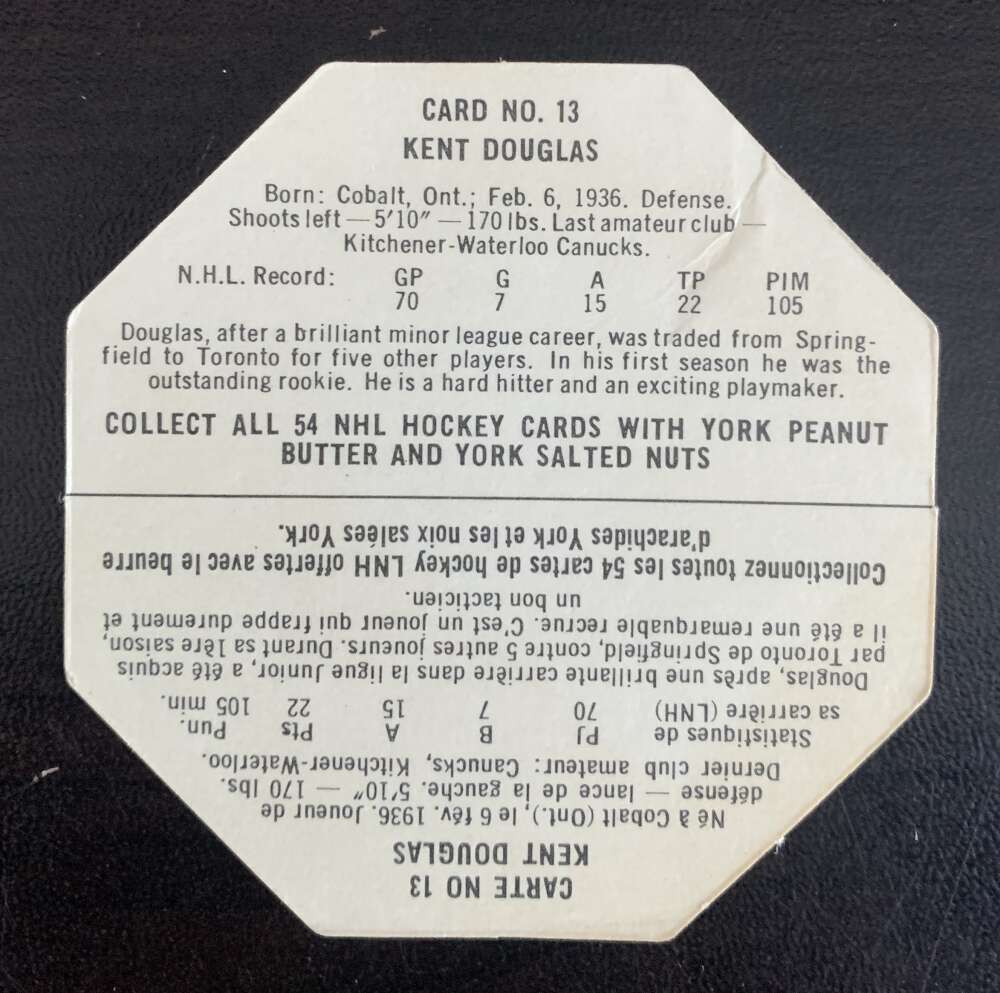 CARD NO. 13
KENT DOUGLAS
Born: Cobalt, Ont.; Feb. 6, 1936. Defense.
Shoots left — 5'10" — 170 lbs. Last amateur club —
Kitchener-Waterloo Canucks.
N.H.L. Record: GP G A TP PIM
70 7 15 22 105
Douglas, after a brilliant minor league career, was traded from Spring-
field to Toronto for five other players. In his first season he was the
outstanding rookie. He is a hard hitter and an exciting playmaker.
COLLECT ALL 54 NHL HOCKEY CARDS WITH YORK PEANUT
BUTTER AND YORK SALTED NUTS
CARTE NO 13
KENT DOUGLAS
Né à Cobalt (Ont.), le 6 fév. 1936. Joueur de
défense — lance de la gauche. 5'10" — 170 lbs.
Dernier club amateur: Canucks, Kitchener-Waterloo.
Statistiques de PJ B A Pts Pun.
sa carrière (LNH) 70 7 15 22 105 min.
Douglas, après une brillante carrière dans la ligue Junior, a été acquis
par Toronto de Springfield, contre 5 autres joueurs. Durant sa 1ère saison,
il a été une remarquable recrue. C'est un joueur qui frappe durement et
un bon tacticien.
Collectionnez toutes les 54 cartes de hockey LNH offertes avec le beurre
d'arachides York et les noix salées York.